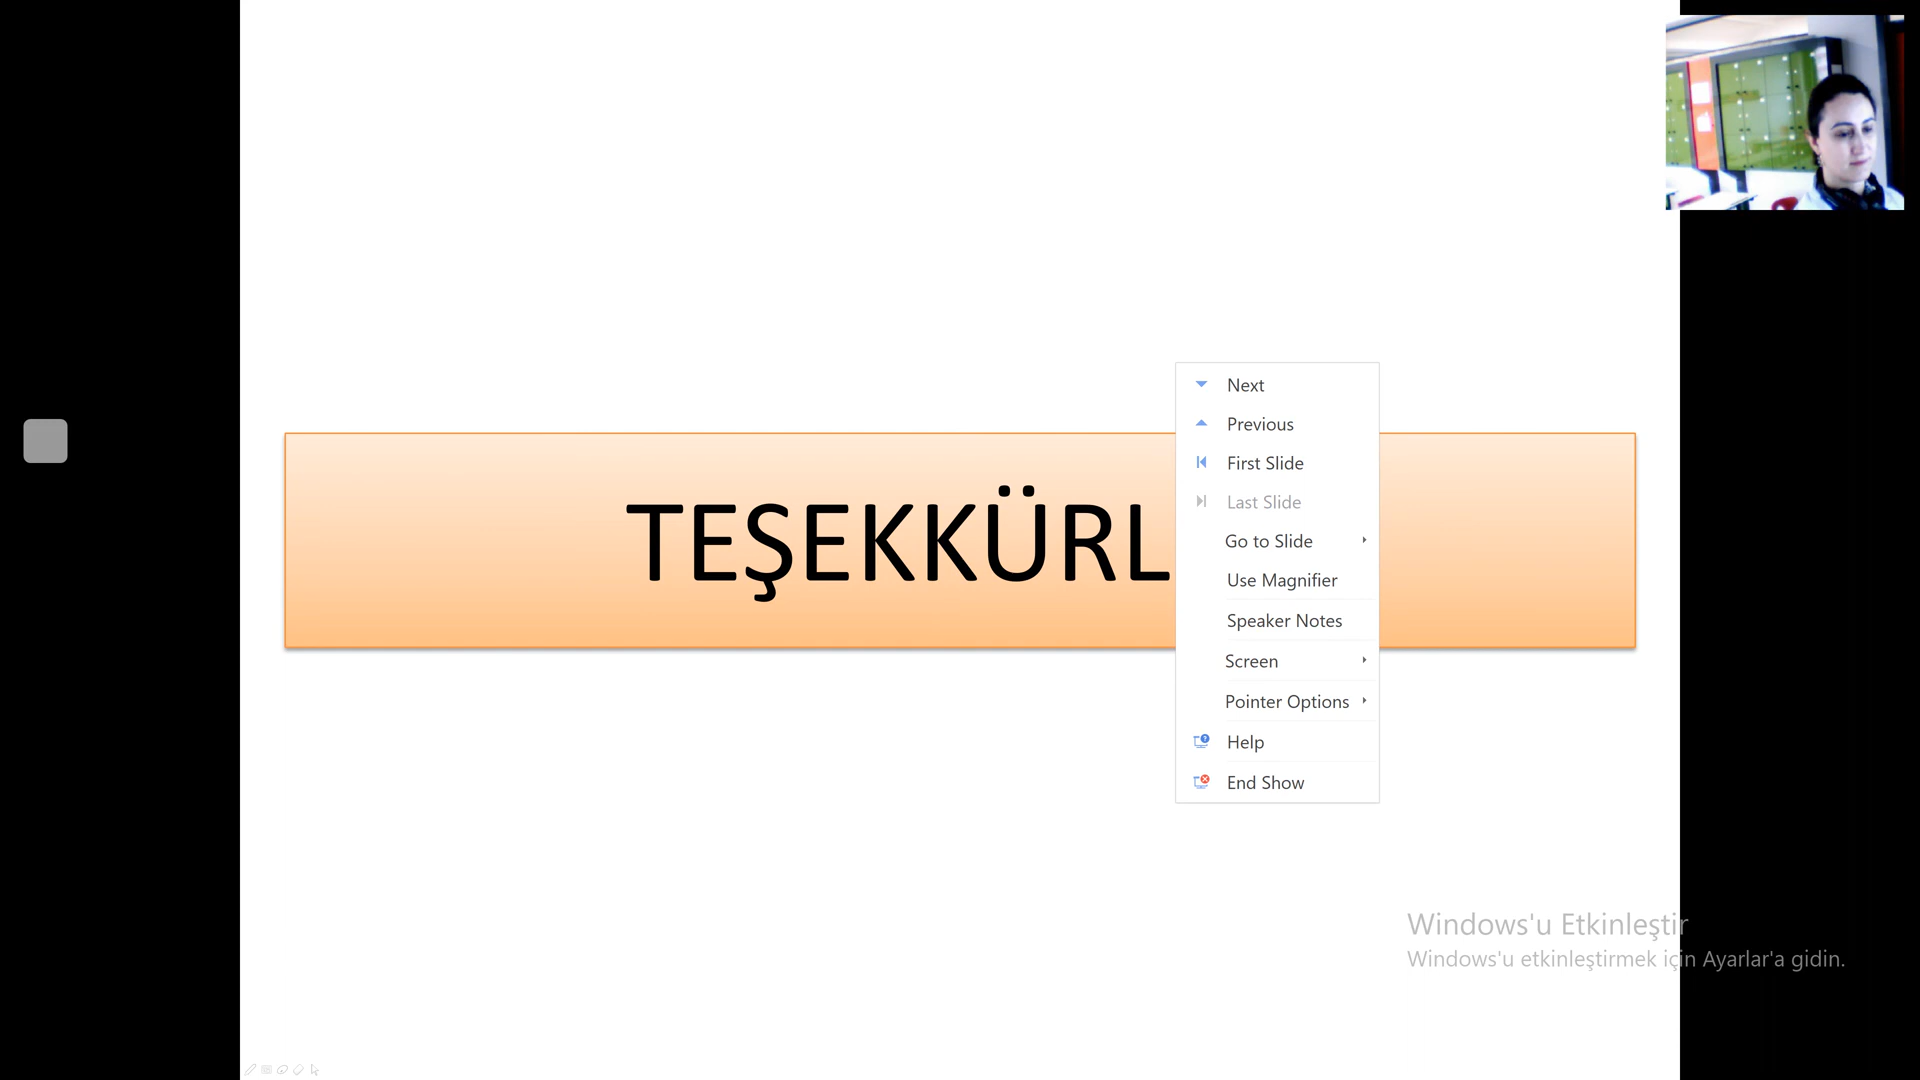 TEŞEKKÜRL
Next
Previous
First Slide
Last Slide
Go to Slide
Use Magnifier
Speaker Notes
Screen
Pointer Options
Help
End Show
Windows'u Etkinleştir
Windows'u etkinleştirmek için Ayarlar'a gidin.